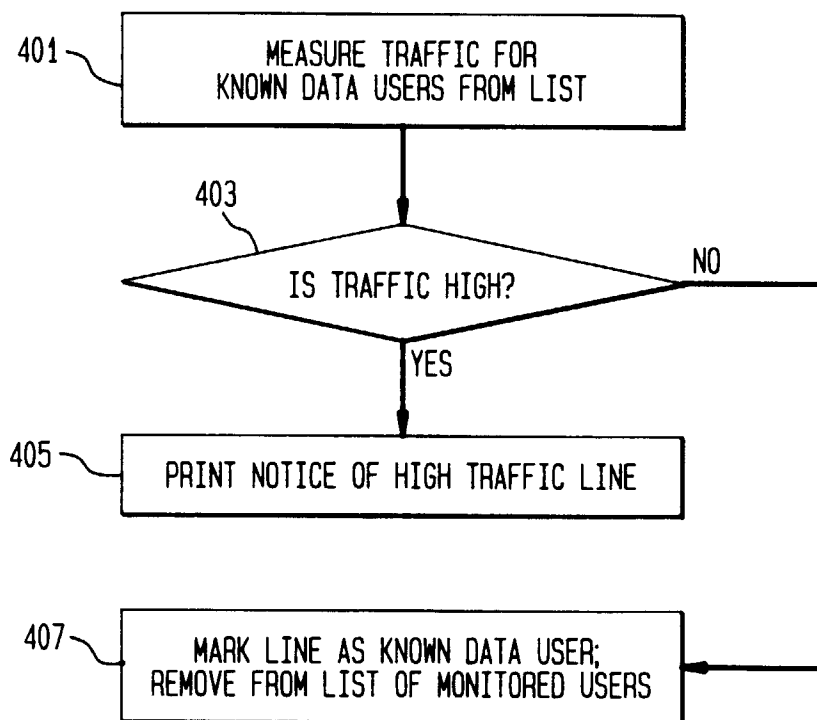 401
MEASURE TRAFFIC FOR
KNOWN DATA USERS FROM LIST
403
IS TRAFFIC HIGH?
NO
YES
405
PRINT NOTICE OF HIGH TRAFFIC LINE
407
MARK LINE AS KNOWN DATA USER;
REMOVE FROM LIST OF MONITORED USERS